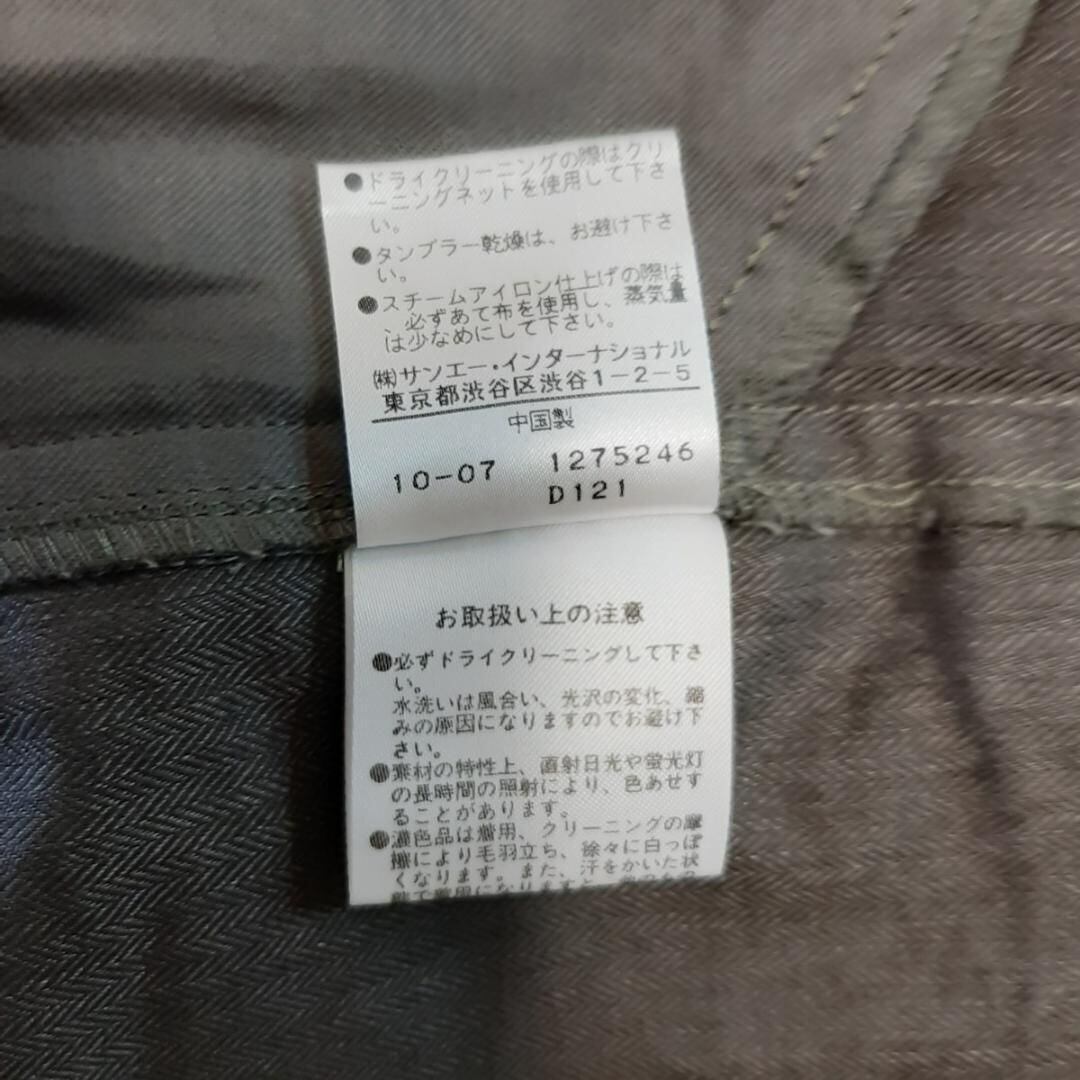 ●ドライクリーニングの際はクリ
ーニングネットを使用して下さ
い。
●タンブラー乾燥は、お避け下さ
い。
●スチームアイロン仕上げの際は
、必ずあて布を使用し、蒸気量
は少なめにして下さい。
㈱サンエー・インターナショナル
東京都渋谷区渋谷1-2-5
中国製
10-07 1275246
D121
お取扱い上の注意
●必ずドライクリーニングして下さ
い。
水洗いは風合い、光沢の変化、縮
みの原因になりますのでお避け下
さい。
●素材の特性上、直射日光や蛍光灯
の長時間の照射により、色あせす
ることがあります。
●濃色品は着用、クリーニングの摩
擦により毛羽立ち、徐々に白っぽ
くなります。また、汗をかいた状
態で着用になりますと